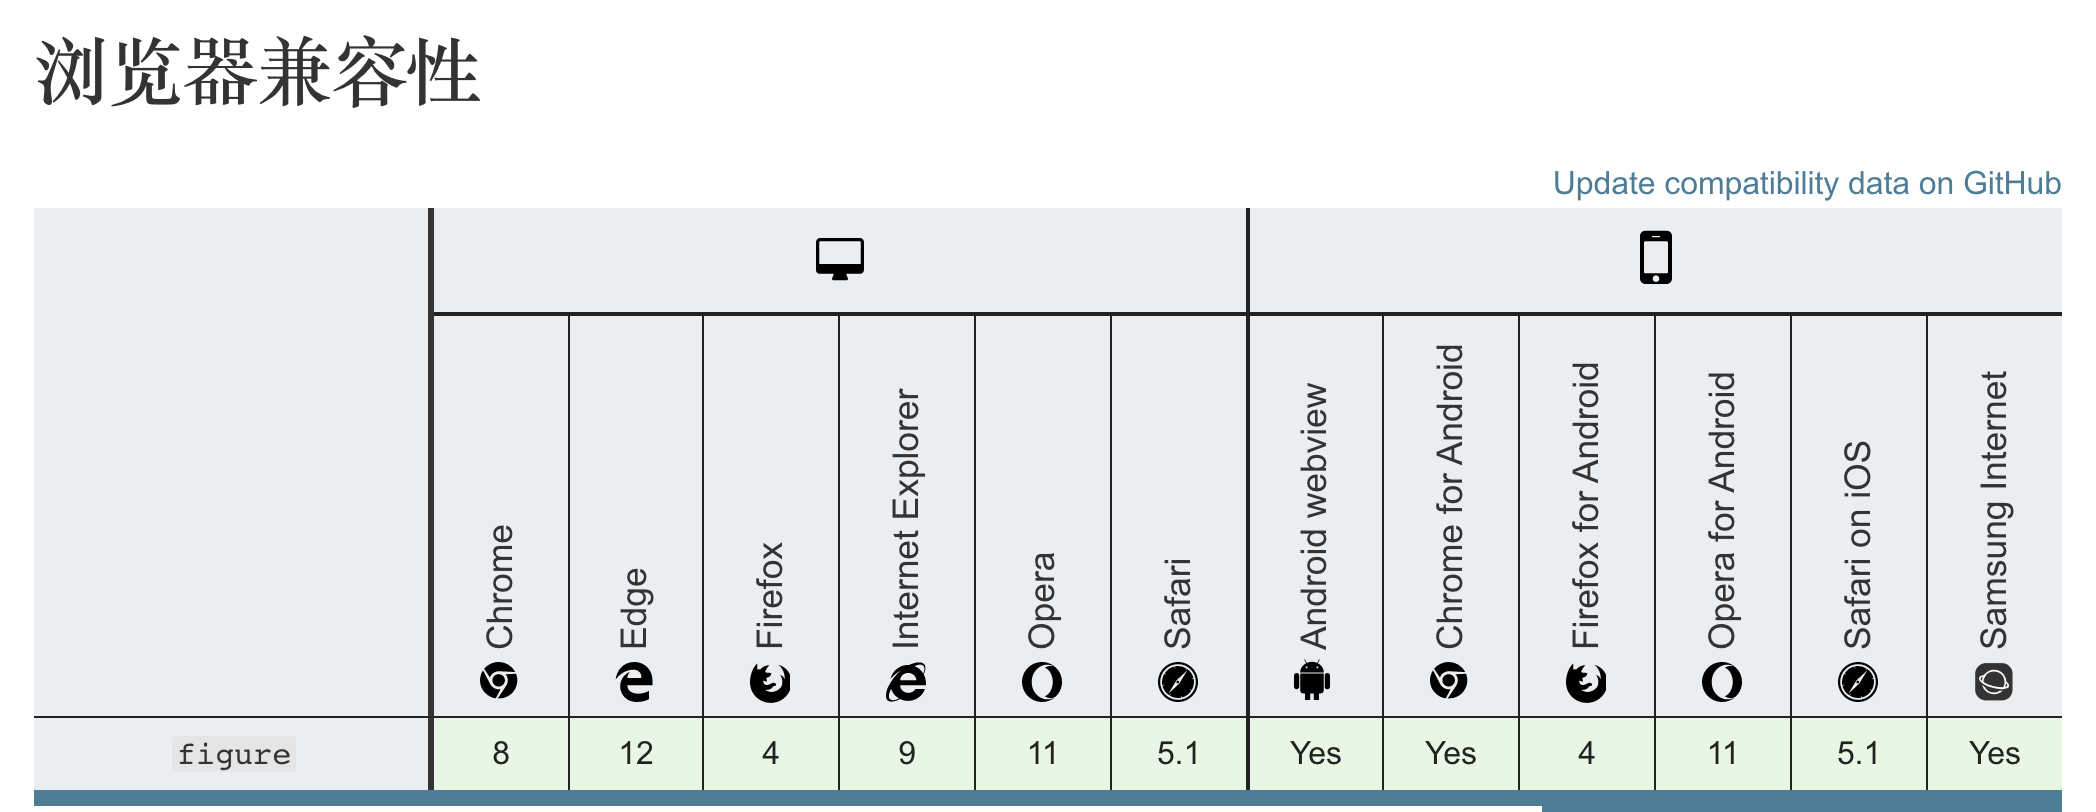 浏览器兼容性
Update compatibility data on GitHub
Chrome
Edge
Firefox
Internet Explorer
Opera
Safari
Android webview
Chrome for Android
Firefox for Android
Opera for Android
Safari on iOS
Samsung Internet
figure 8 12 4 9 11 5.1 Yes Yes 4 11 5.1 Yes